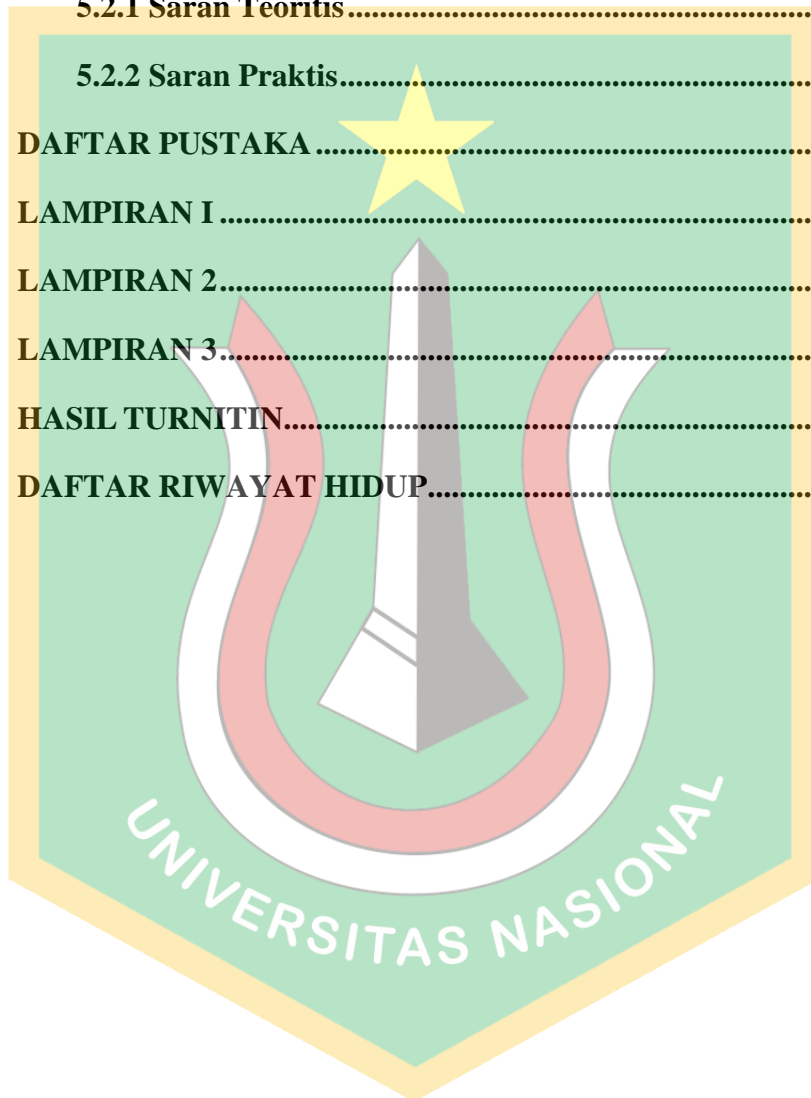 5.2.1 Saran Teoritis........................................................................
5.2.2 Saran Praktis.........................................................................
DAFTAR PUSTAKA ............................................................................
LAMPIRAN I .........................................................................................
LAMPIRAN 2.........................................................................................
LAMPIRAN 3.........................................................................................
HASIL TURNITIN................................................................................
DAFTAR RIWAYAT HIDUP..........................................................
UNIVERSITAS NASIONAL